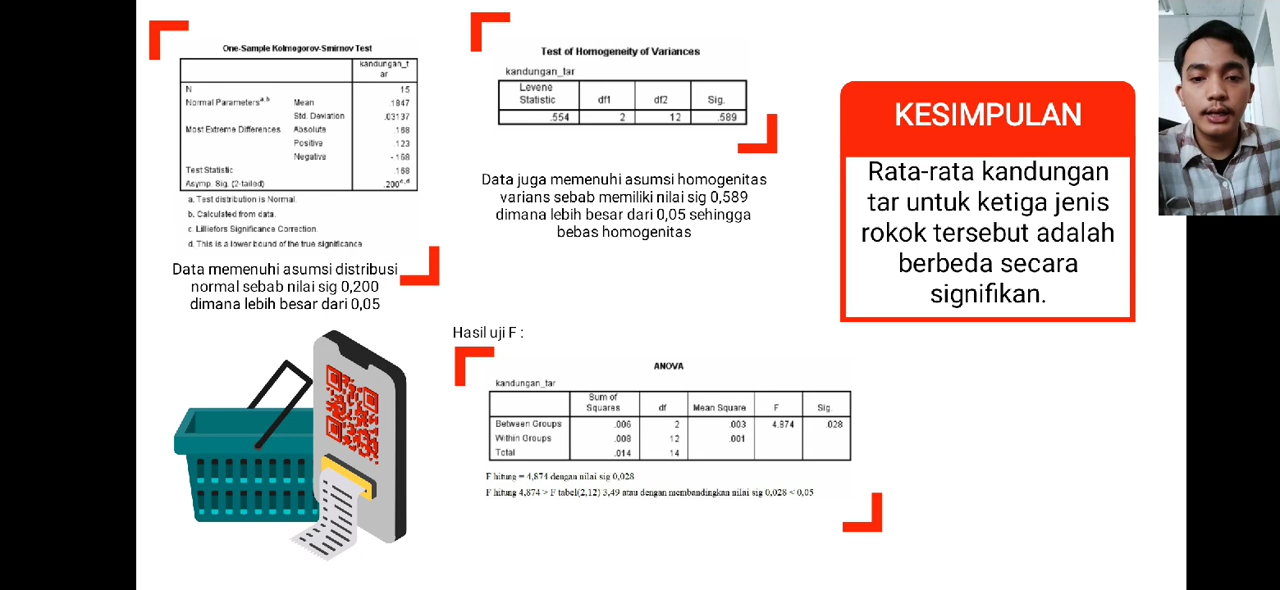 One-Sample Kolmogorov-Smirnov Test
kandungan_t
ar
N 15
Normal Parameters a,b Mean .1847
Std. Deviation .03137
Most Extreme Differences Absolute .168
Positive .123
Negative -.168
Test Statistic .168
Asymp. Sig. (2-tailed) .200 c,d
a. Test distribution is Normal.
b. Calculated from data.
c. Lilliefors Significance Correction.
d. This is a lower bound of the true significance.
Data memenuhi asumsi distribusi
normal sebab nilai sig 0,200
dimana lebih besar dari 0,05
Test of Homogeneity of Variances
kandungan_tar
Levene
Statistic df1 df2 Sig.
.554 2 12 .589
Data juga memenuhi asumsi homogenitas
varians sebab memiliki nilai sig 0,589
dimana lebih besar dari 0,05 sehingga
bebas homogenitas
Hasil uji F :
ANOVA
kandungan_tar
Sum of
Squares df Mean Square F Sig.
Between Groups .006 2 .003 4.874 .028
Within Groups .008 12 .001
Total .014 14
F hitung = 4,874 dengan nilai sig 0,028
F hitung 4,874 > F tabel(2,12) 3,49 atau dengan membandingkan nilai sig 0,028 < 0,05
KESIMPULAN
Rata-rata kandungan
tar untuk ketiga jenis
rokok tersebut adalah
berbeda secara
signifikan.